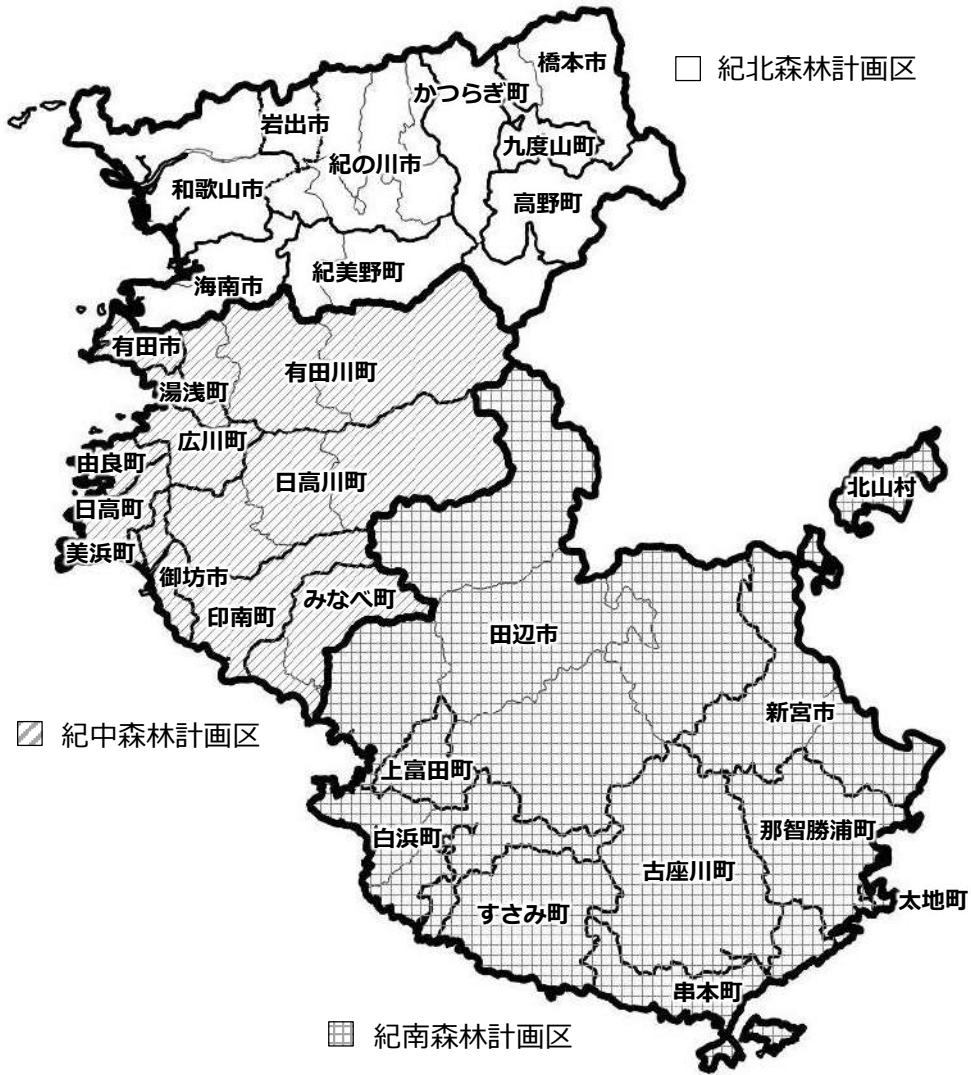 橋本市
□ 紀北森林計画区
かつらぎ町
岩出市
九度山町
紀の川市
和歌山市
高野町
紀美野町
海南市
有田市
有田川町
湯浅町
広川町
由良町
日高川町
北山村
日高町
美浜町
御坊市
みなべ町
印南町
田辺市
新宮市
紀中森林計画区
上富田町
那智勝浦町
白浜町
古座川町
太地町
すさみ町
串本町
紀南森林計画区